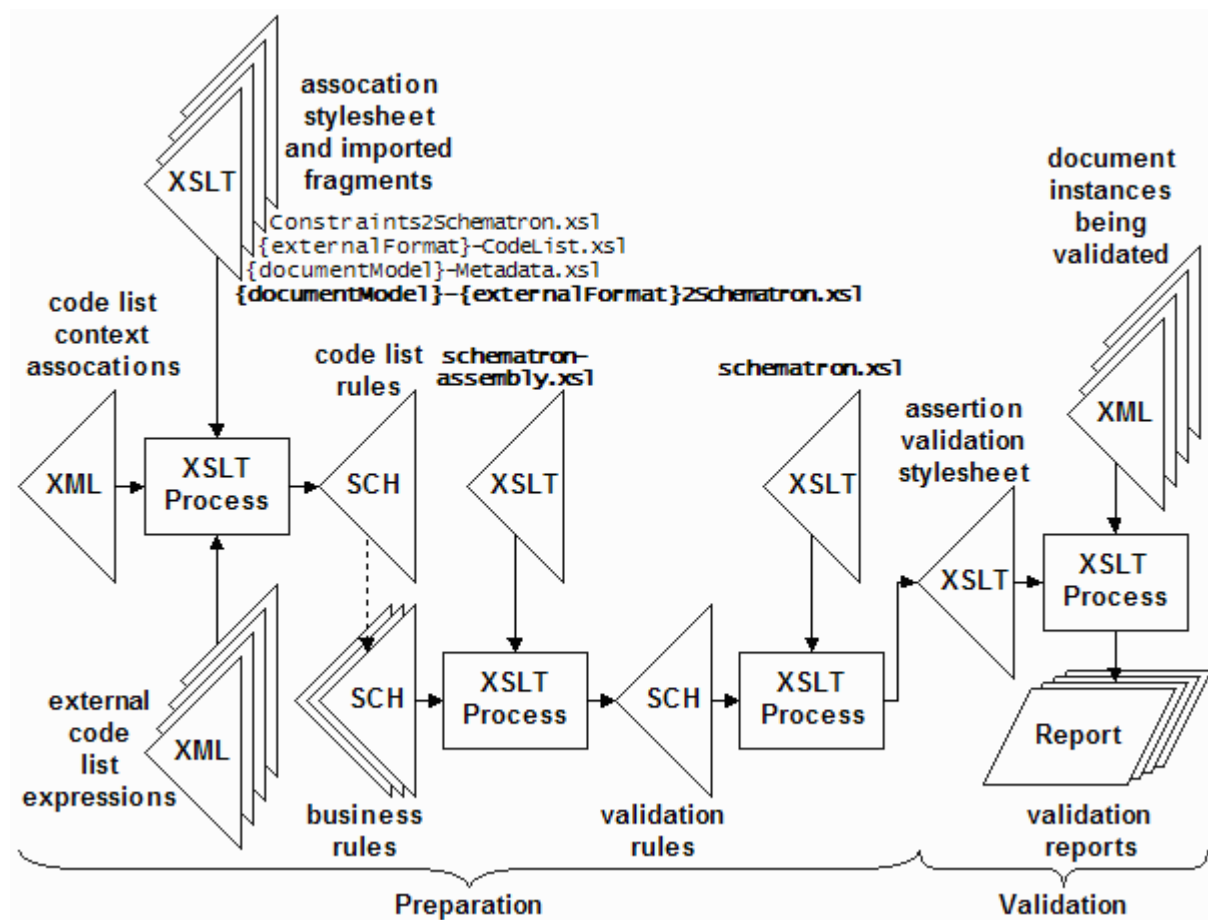 assocation
stylesheet
and imported
fragments
XSLT
Constraints2Schematron.xsl
{externalFormat}-CodeList.xsl
{documentModel}-Metadata.xsl
{documentModel}-{externalFormat}2Schematron.xsl
document
instances
being
validated
code list
context
assocations
code list
rules
schematron-
assembly.xsl
schematron.xsl
assertion
validation
stylesheet
XML
XML
XSLT
Process
SCH
XSLT
XSLT
XSLT
XSLT
Process
external
code
list
expressions
XML
SCH
XSLT
Process
SCH
XSLT
Process
Report
business
rules
validation
rules
validation
reports
Preparation
Validation